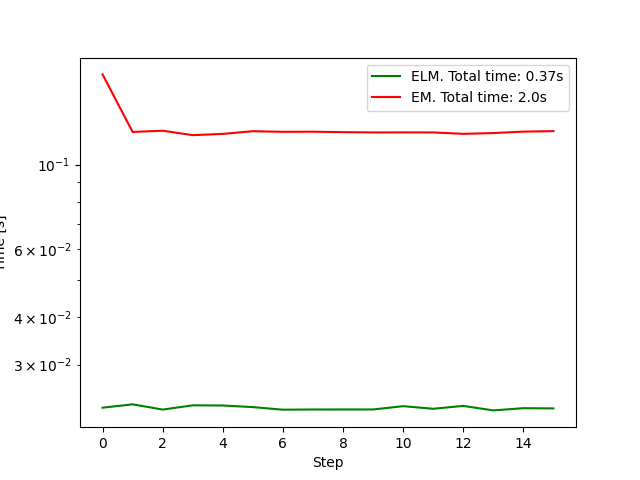 ELM. Total time: 0.37s
EM. Total time: 2.0s
10⁻¹
6 × 10⁻²
4 × 10⁻²
3 × 10⁻²
0 2 4 6 8 10 12 14
Step